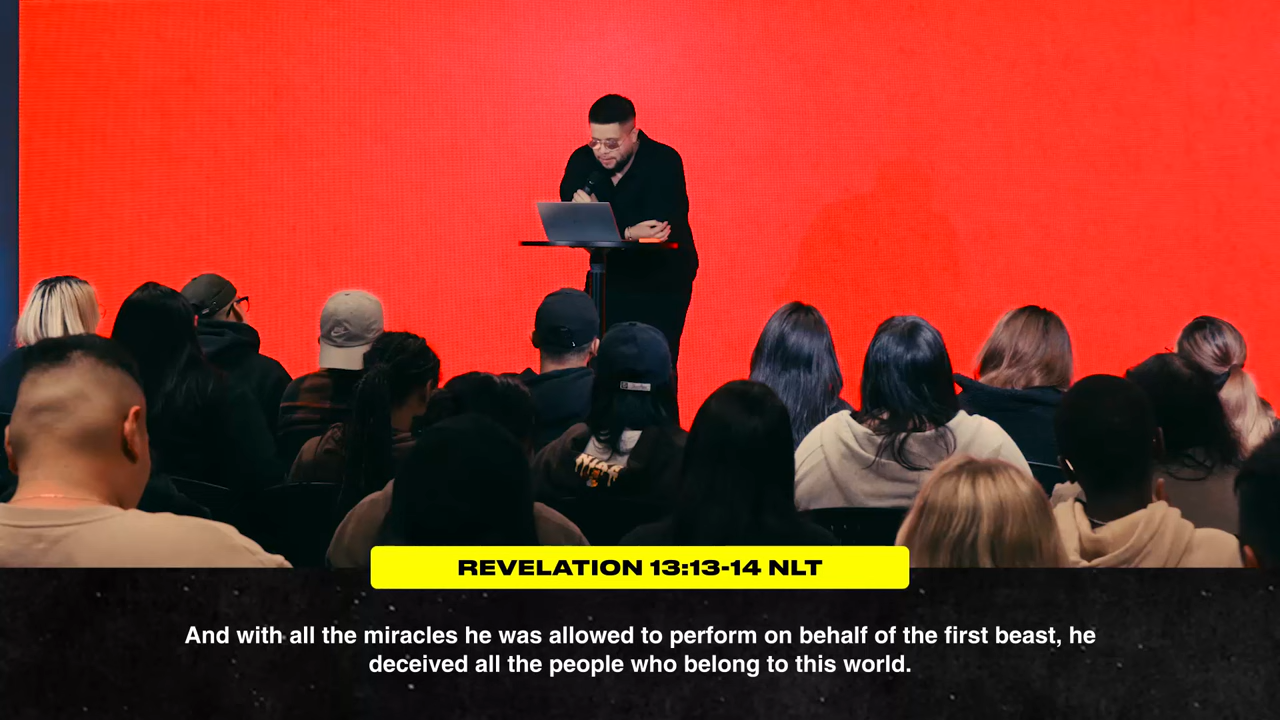 REVELATION 13:13-14 NLT
And with all the miracles he was allowed to perform on behalf of the first beast, he
deceived all the people who belong to this world.